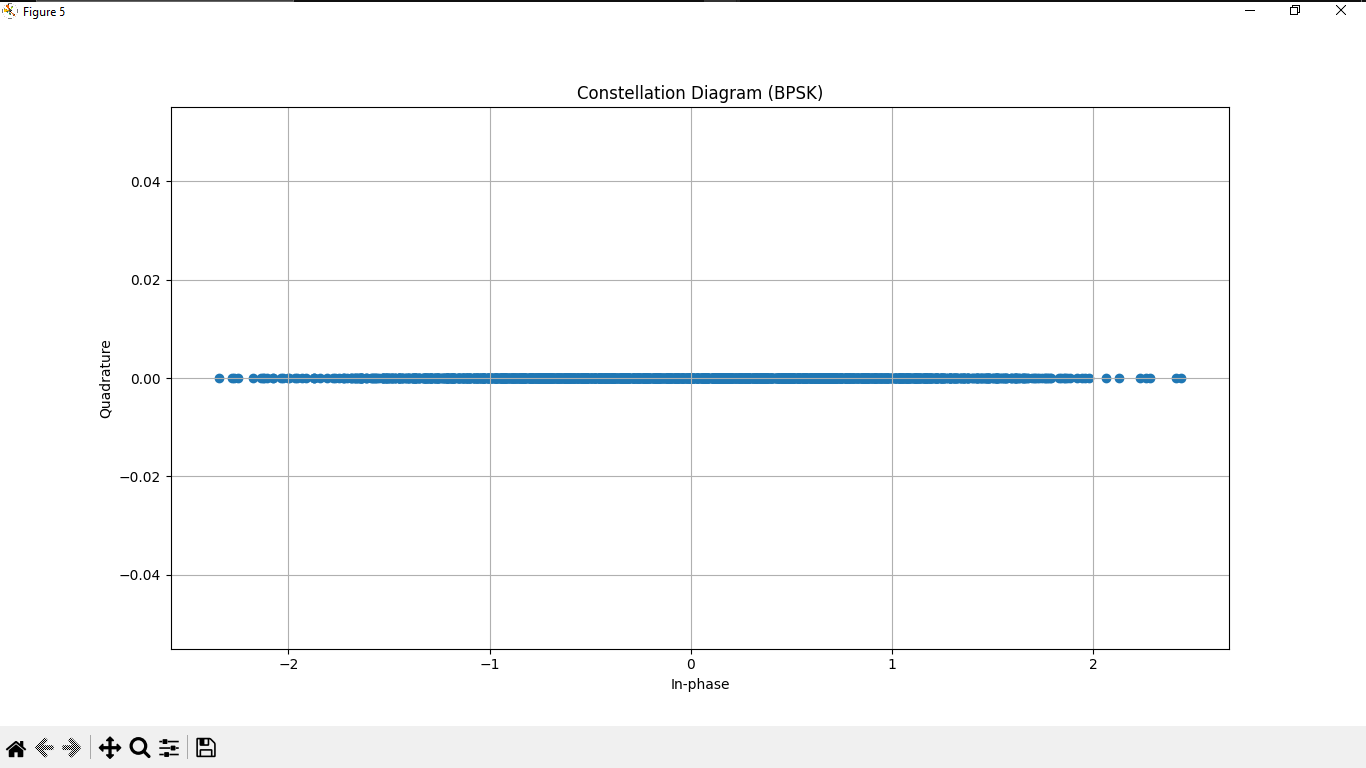 Figure 5
Constellation Diagram (BPSK)
0.04
0.02
0.00
−0.02
−0.04
Quadrature
−2
−1
0
1
2
In-phase